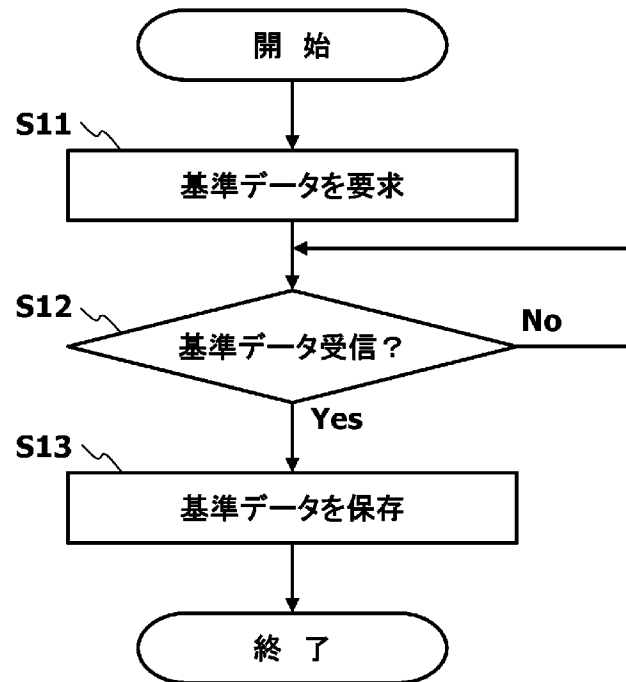 開 始
S11
基準データを要求
S12
基準データ受信？
No
Yes
S13
基準データを保存
終 了